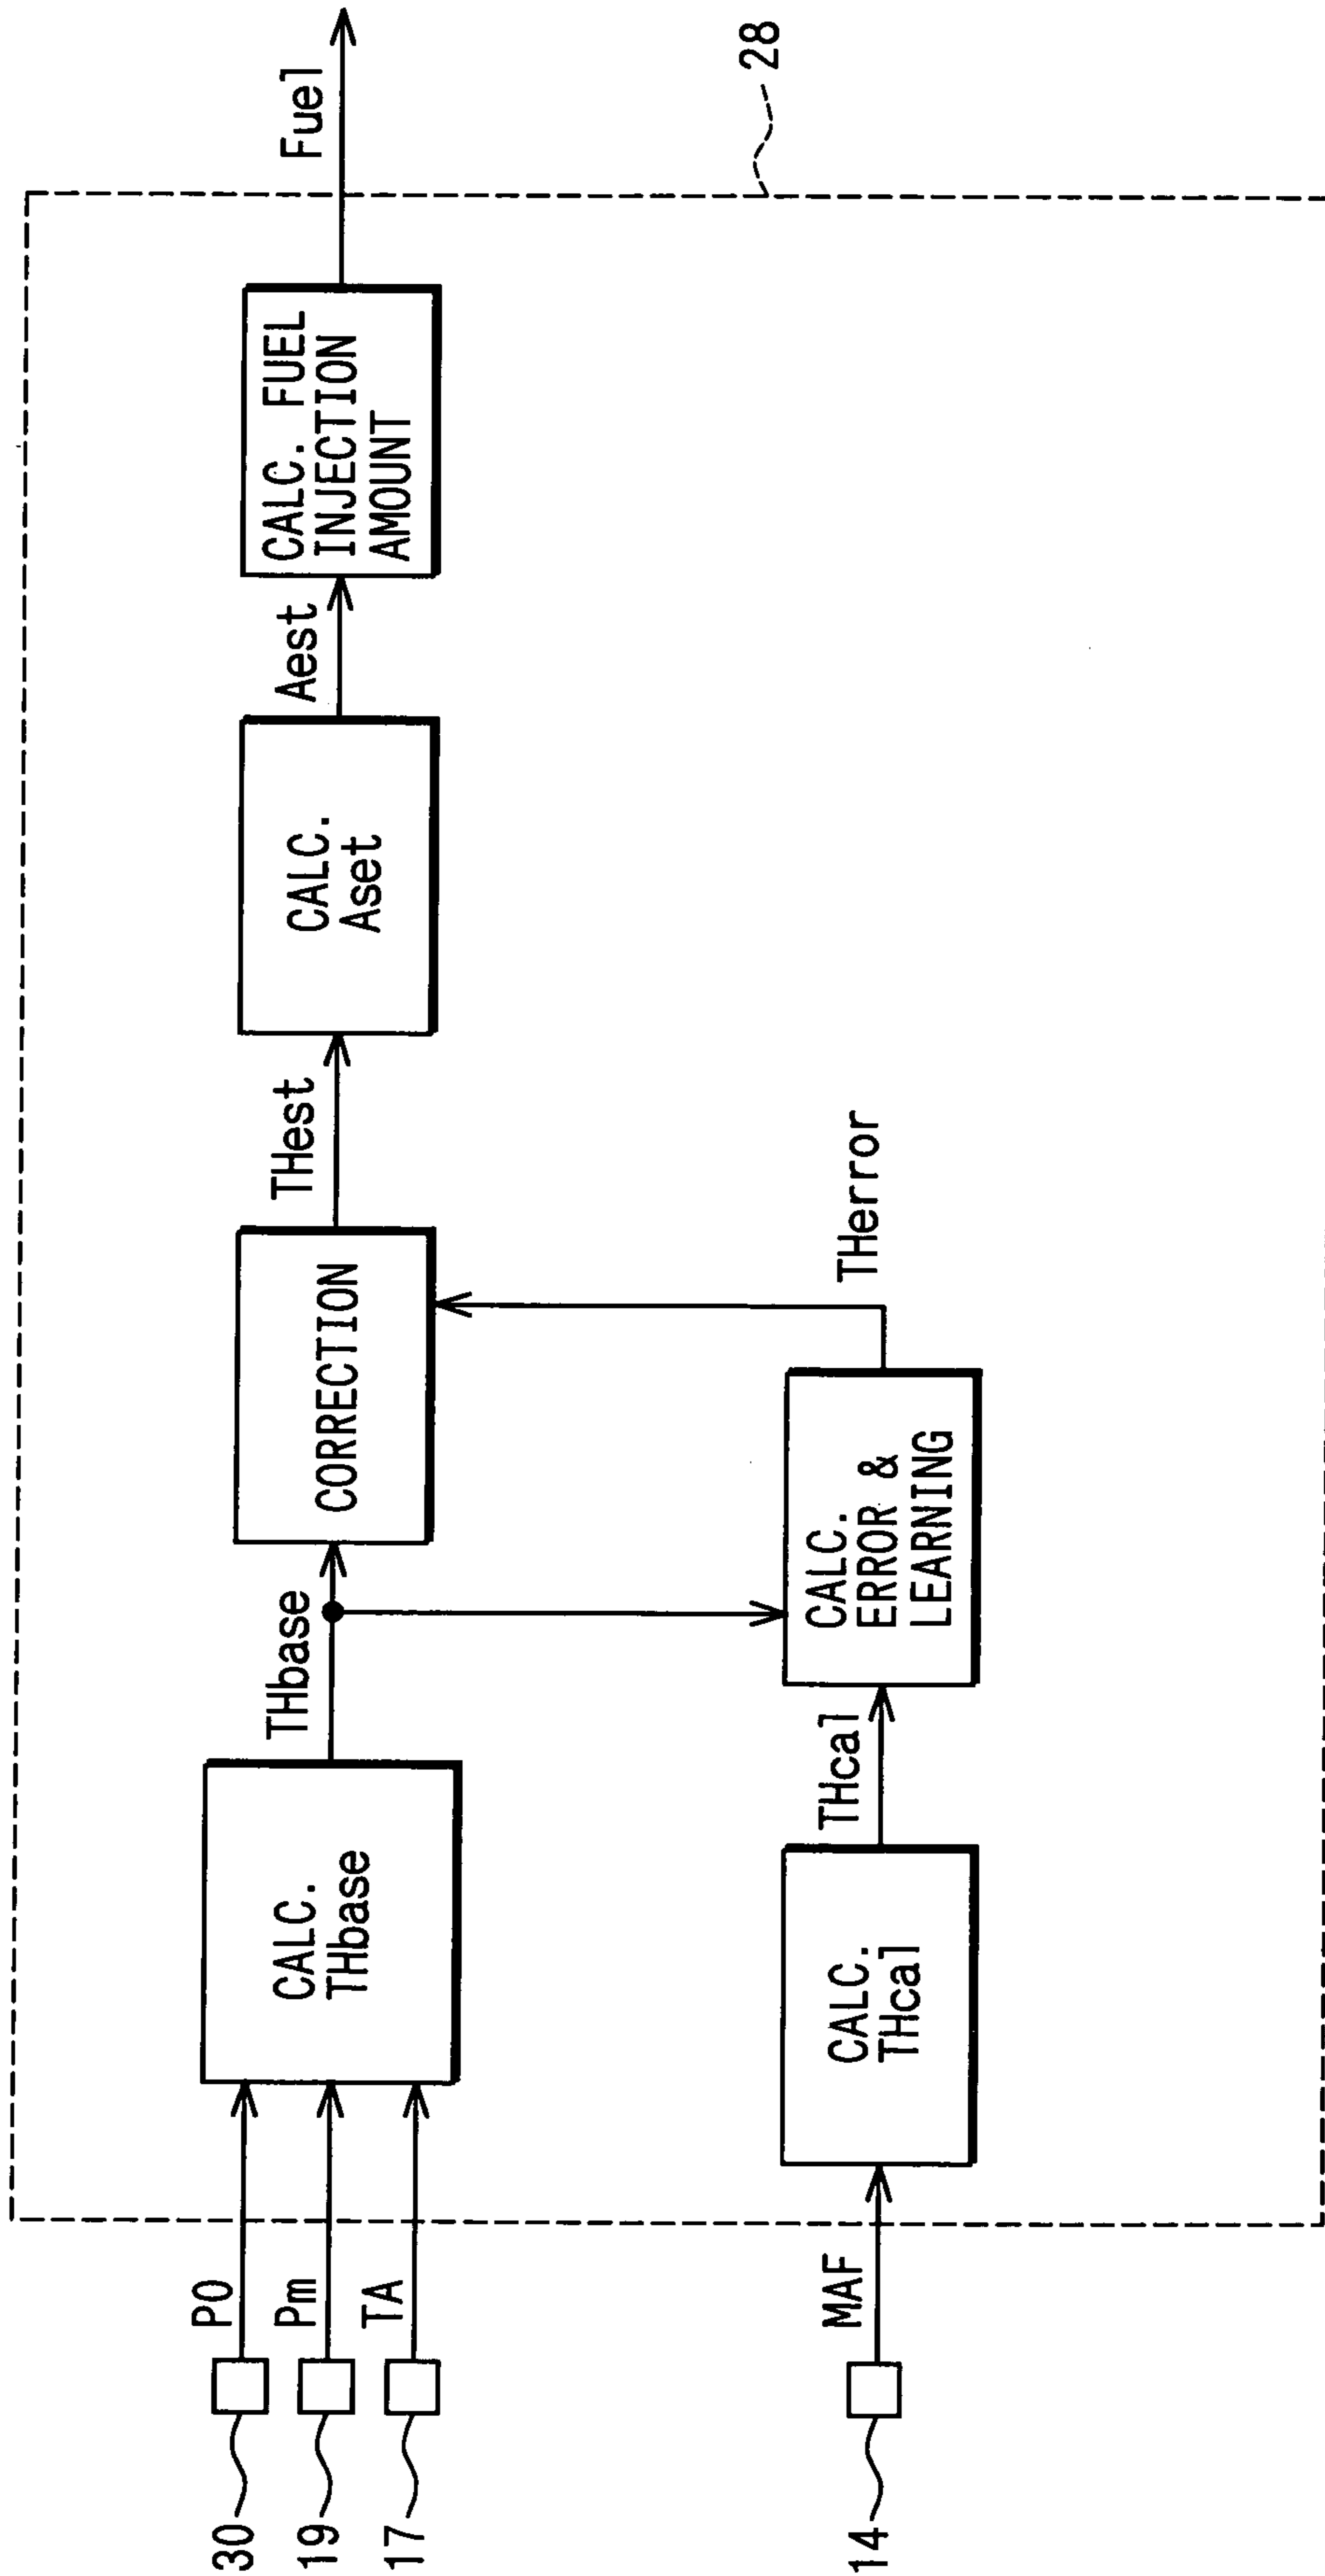 30
P0
19
Pm
17
TA
CALC.
THbase
THbase
CORRECTION
THest
CALC.
Aset
Aest
CALC. FUEL
INJECTION
AMOUNT
Fuel
14
MAF
CALC.
THcal
THcal
CALC.
ERROR &
LEARNING
THerror
28